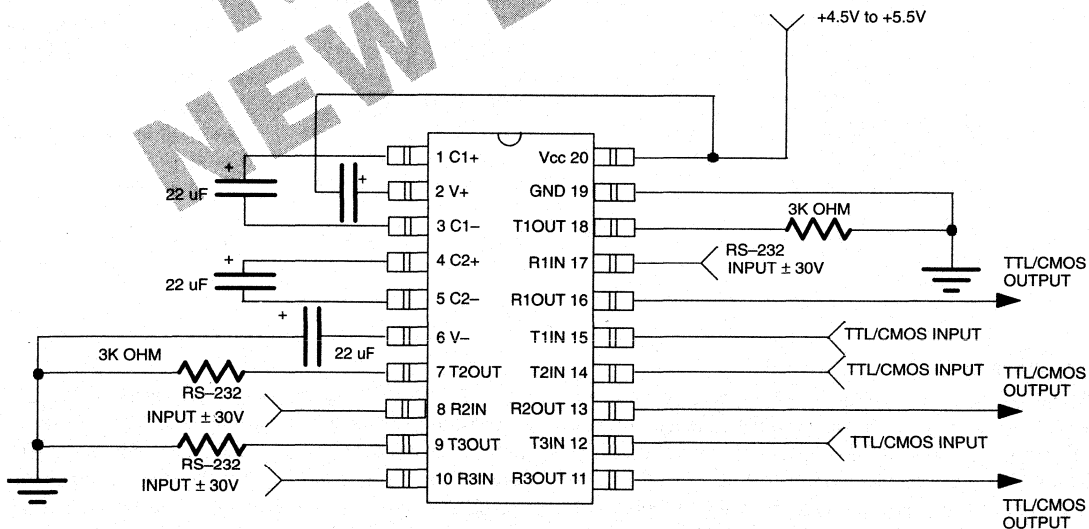 NEW
+4.5V to +5.5V
1 C1+
Vcc 20
+
22 uF
+
2 V+
GND 19
3K OHM
3 C1–
T1OUT 18
+
22 uF
4 C2+
R1IN 17
RS–232
INPUT ± 30V
TTL/CMOS
OUTPUT
5 C2–
R1OUT 16
+
22 uF
6 V–
T1IN 15
TTL/CMOS INPUT
3K OHM
7 T2OUT
T2IN 14
TTL/CMOS INPUT
TTL/CMOS
OUTPUT
RS–232
INPUT ± 30V
8 R2IN
R2OUT 13
9 T3OUT
T3IN 12
TTL/CMOS INPUT
RS–232
INPUT ± 30V
10 R3IN
R3OUT 11
TTL/CMOS
OUTPUT